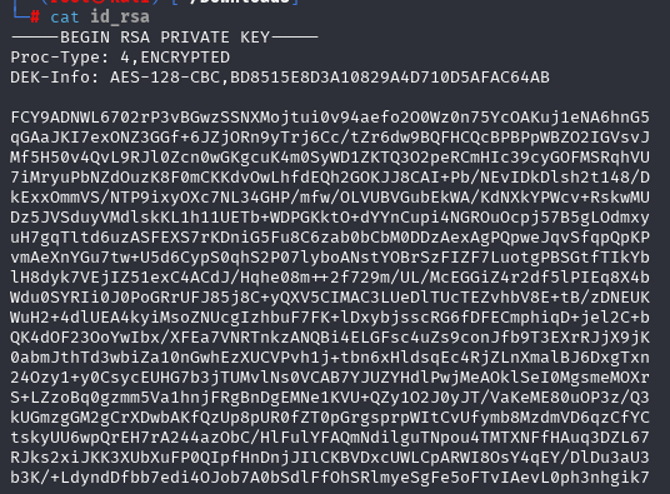 └─# cat id_rsa
-----BEGIN RSA PRIVATE KEY-----
Proc-Type: 4,ENCRYPTED
DEK-Info: AES-128-CBC,BD8515E8D3A10829A4D710D5AFAC64AB
FCY9ADNWL6702rP3vBGwzSSNXMojtui0v94aefo2O0Wz0n75YcOAKuj1eNA6hnG5
qGAaJKI7exONZ3GGf+6JZjORn9yTrj6Cc/tZr6dw9BQFHCQcBPBPpWBZO2IGVsvJ
Mf5H50v4QvL9RJl0Zcn0wGKgcuK4m0SyWD1ZKTQ3O2peRCmHIc39cyGOFMSRqhVU
7iMryuPbNZdOuzK8F0mCKKdvOwLhfdEQh2GOKJJ8CAI+Pb/NEvIDkDlsh2t148/D
kExxOmmVS/NTP9ixyOXc7NL34GHP/mfw/OLVUBVGubEkWA/KdNXkYPWcv+RskwMU
Dz5JVSduyVMdlskKL1h11UETb+WDPGKktO+dYYnCupi4NGROuOcpj57B5gLOdmxy
uH7gqTltd6uzASFEXS7rKDniG5Fu8C6zab0bCbM0DDzAexAgPQpweJqvSfqpQpKP
vmAeXnYGu7tw+U5d6CypS0qhS2P07lyboANstYOBrSzFIZF7LuotgPBSGtfTIkYb
lH8dyk7VEjIZ51exC4ACdJ/Hqhe08m++2f729m/UL/McEGGiZ4r2df5lPIEq8X4b
Wdu0SYRIi0J0PoGRrUFJ85j8C+yQXV5CIMAC3LUeDlTUcTEZvhbV8E+tB/zDNEUK
WuH2+4dlUEA4kyiMsoZNUcgIzhbuF7FK+lDxybjsscRG6fDFECmphiqD+jel2C+b
QK4dOF23OoYwIbx/XFEa7VNRTnkzANQBi4ELGFsc4uZs9conJfb9T3EXrRJjX9jK
0abmJthTd3wbiZa10nGwhEzXUCVPvh1j+tbn6xHldsqEc4RjZLnXmalBJ6DxgTxn
24Ozy1+y0CsycEUHG7b3jTUMvlNs0VCAB7YJUZYHdlPwjMeAOklSeI0MgsmeMOXr
S+LZzoBq0gzmm5Va1hnjFRgBnDgEMNe1KVU+QZy1O2J0yJT/VaKeME80uOP3z/Q3
kUGmzgGM2gCrXDwbAKfQzUp8pUR0fZT0pGrgsprpWItCvUfymb8MzdmVD6qzCfYC
tskyUU6wpQrEH7rA244azObC/HlFulYFAQmNdilguTNpou4TMTXNFfHAuq3DZL67
RJks2xiJKK3XUbXuFP0QIpfHnDnjJIlCKBVDxcUWLCpARWI8OsY4qEY/DlDu3aU3
b3K/+LdyndDfbb7edi4OJob7A0bSdlFfOhSRlmyeSgFe5oFTvIAevL0ph3nhgik7